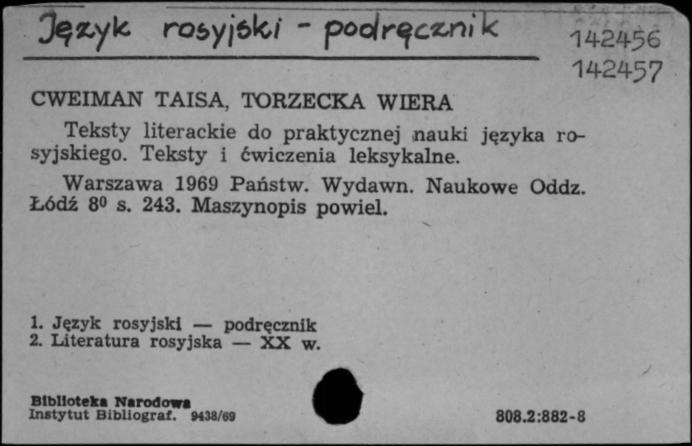 Język rosyjski - podręcznik
142456
142457
CWEIMAN TAISA, TORZECKA WIERA
Teksty literackie do praktycznej nauki języka ro-
syjskiego. Teksty i ćwiczenia leksykalne.
Warszawa 1969 Państw. Wydawn. Naukowe Oddz.
Łódź 8⁰ s. 243. Maszynopis powiel.
1. Język rosyjski — podręcznik
2. Literatura rosyjska — XX w.
Biblioteka Narodowa
Instytut Bibliograf. 9438/69
808.2:882-8